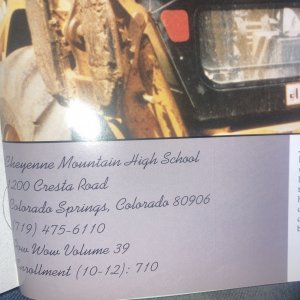 Cheyenne Mountain High School
1200 Cresta Road
Colorado Springs, Colorado 80906
(719) 475-6110
Pow Wow Volume 39
Enrollment (10-12): 710